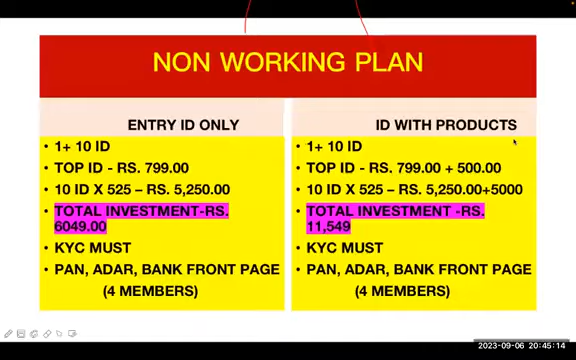 NON WORKING PLAN
ENTRY ID ONLY
• 1+ 10 ID
• TOP ID - RS. 799.00
• 10 ID X 525 – RS. 5,250.00
• TOTAL INVESTMENT-RS.
6049.00
• KYC MUST
• PAN, ADAR, BANK FRONT PAGE
(4 MEMBERS)
ID WITH PRODUCTS
• 1+ 10 ID
• TOP ID – RS. 799.00 + 500.00
• 10 ID X 525 – RS. 5,250.00+5000
• TOTAL INVESTMENT -RS.
11,549
• KYC MUST
• PAN, ADAR, BANK FRONT PAGE
(4 MEMBERS)
2023-09-06 20:45:14